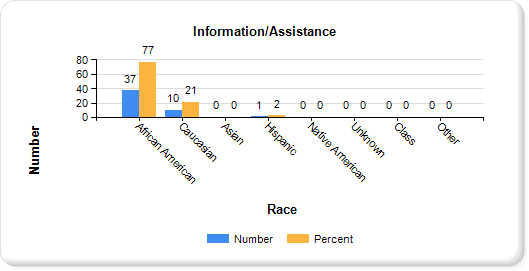 Information/Assistance
80
60
40
20
0
37 77 10 21 0 0 1 2 0 0 0 0 0 0 0 0
African American Caucasian Asian Hispanic Native American Unknown Class Other
Number
Race
Number Percent